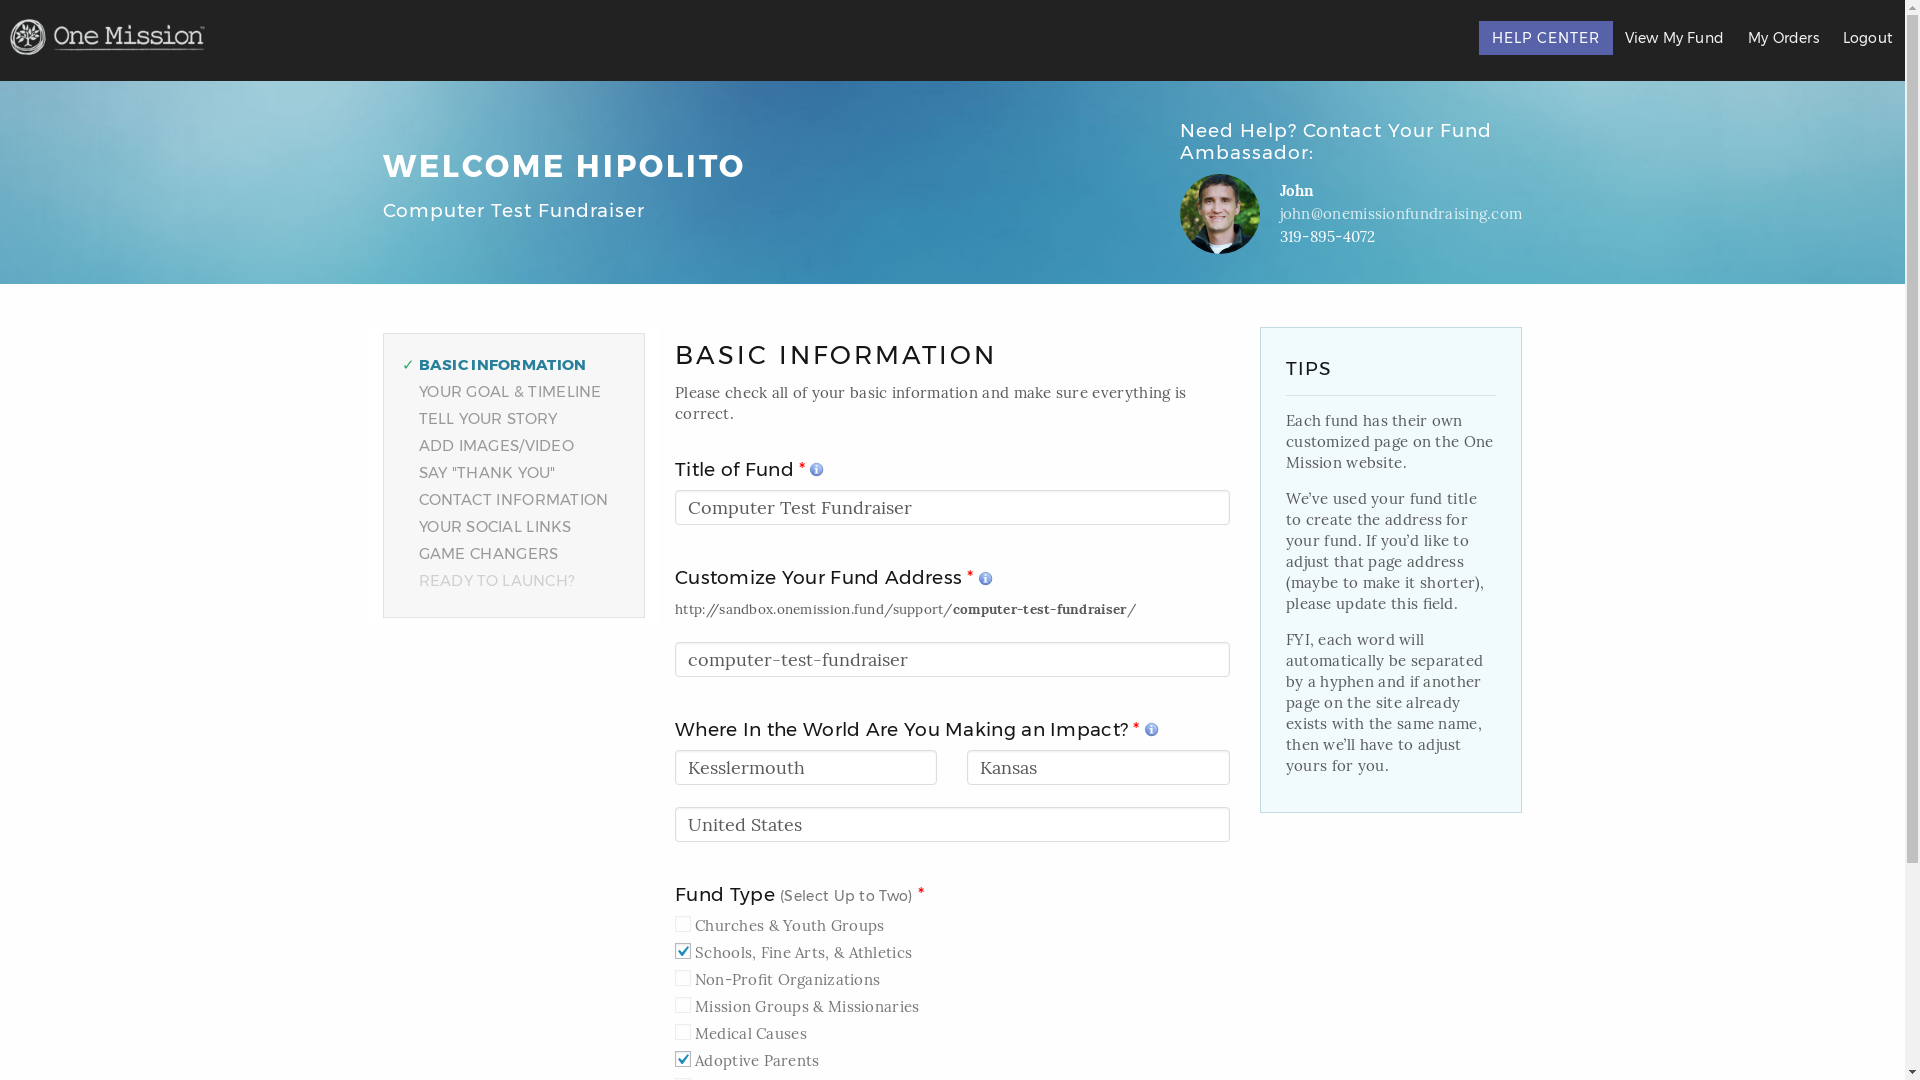 One Mission
HELP CENTER
View My Fund
My Orders
Logout
WELCOME HIPOLITO
Computer Test Fundraiser
Need Help? Contact Your Fund
Ambassador:
John
john@onemissionfundraising.com
319-895-4072
✓ BASIC INFORMATION
YOUR GOAL & TIMELINE
TELL YOUR STORY
ADD IMAGES/VIDEO
SAY "THANK YOU"
CONTACT INFORMATION
YOUR SOCIAL LINKS
GAME CHANGERS
READY TO LAUNCH?
BASIC INFORMATION
Please check all of your basic information and make sure everything is
correct.
Title of Fund *
Computer Test Fundraiser
Customize Your Fund Address *
http://sandbox.onemission.fund/support/computer-test-fundraiser/
computer-test-fundraiser
Where In the World Are You Making an Impact? *
Kesslermouth
Kansas
United States
Fund Type (Select Up to Two) *
Churches & Youth Groups
Schools, Fine Arts, & Athletics
Non-Profit Organizations
Mission Groups & Missionaries
Medical Causes
Adoptive Parents
TIPS
Each fund has their own
customized page on the One
Mission website.
We’ve used your fund title
to create the address for
your fund. If you’d like to
adjust that page address
(maybe to make it shorter),
please update this field.
FYI, each word will
automatically be separated
by a hyphen and if another
page on the site already
exists with the same name,
then we’ll have to adjust
yours for you.